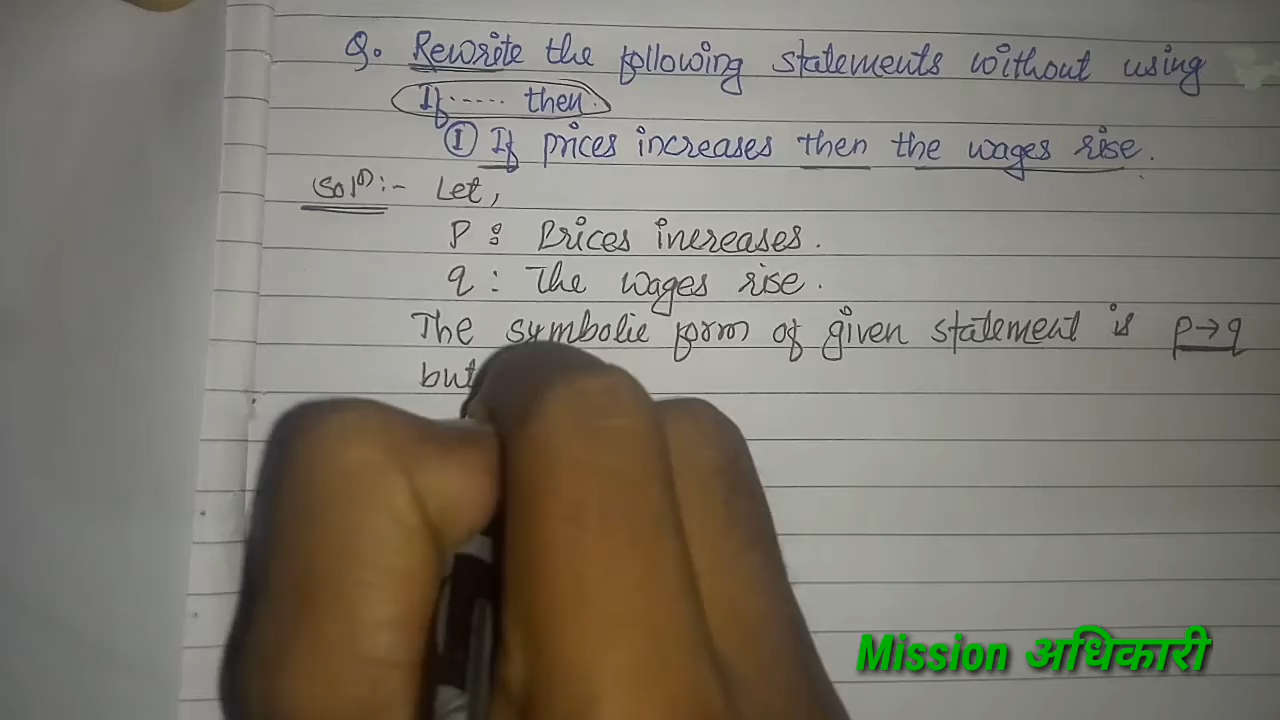 Q. Rewrite the following statements without using
If ...... then.
① If prices increases then the wages rise.
Solⁿ :- Let,
P : Prices increases.
q : The wages rise.
The symbolic form of given statement is p→q
but
Mission अधिकारी